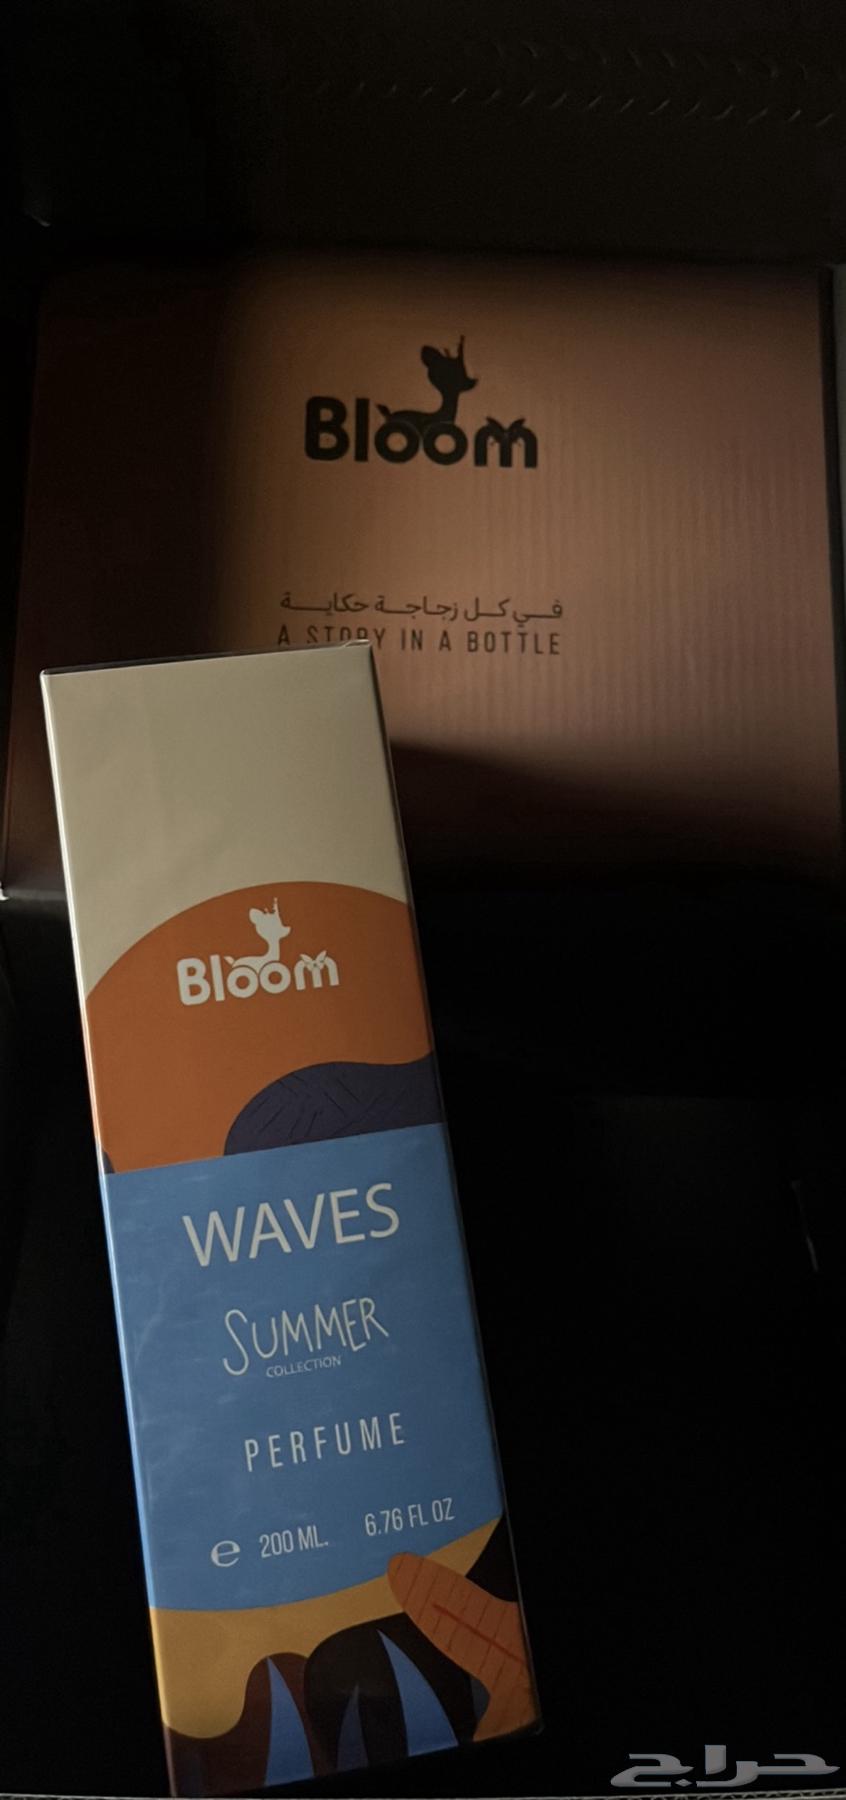 Bloom
في كل زجاجة حكاية
A STORY IN A BOTTLE
Bloom
WAVES
SUMMER
COLLECTION
PERFUME
e 200 ML. 6.76 FL OZ
حراج